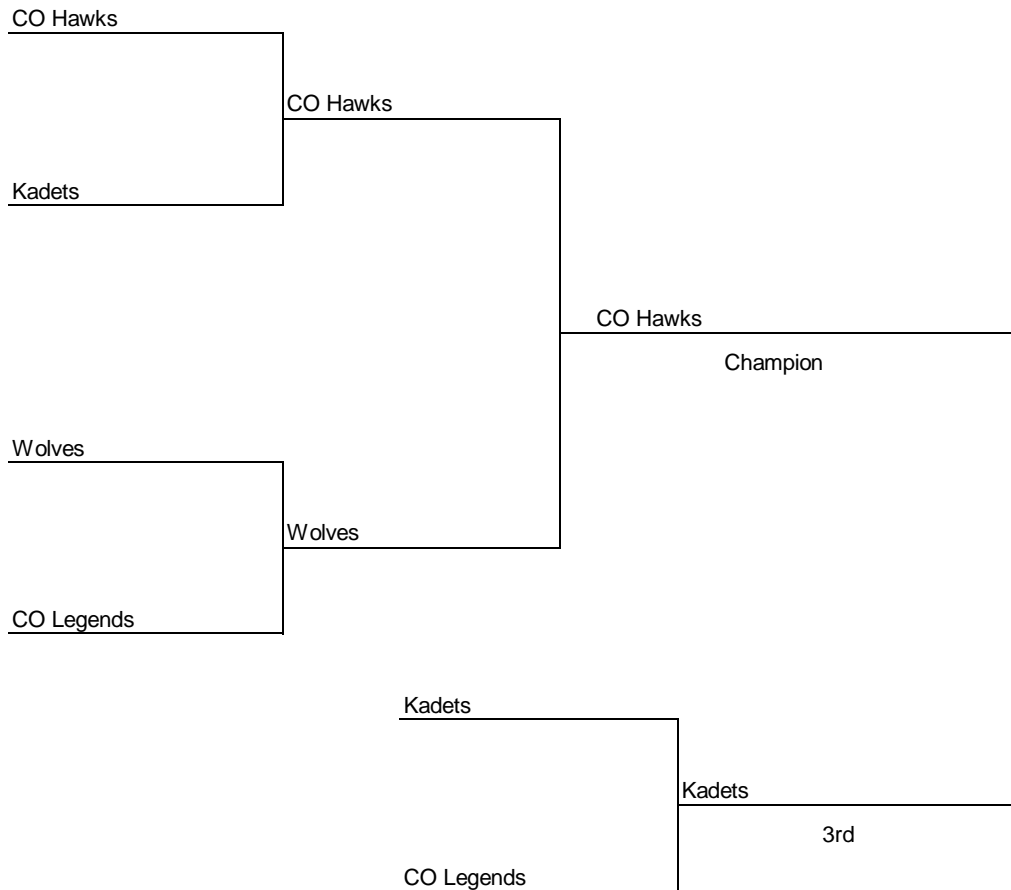 CO Hawks
CO Hawks
Kadets
CO Hawks
Champion
Wolves
Wolves
CO Legends
Kadets
Kadets
3rd
CO Legends